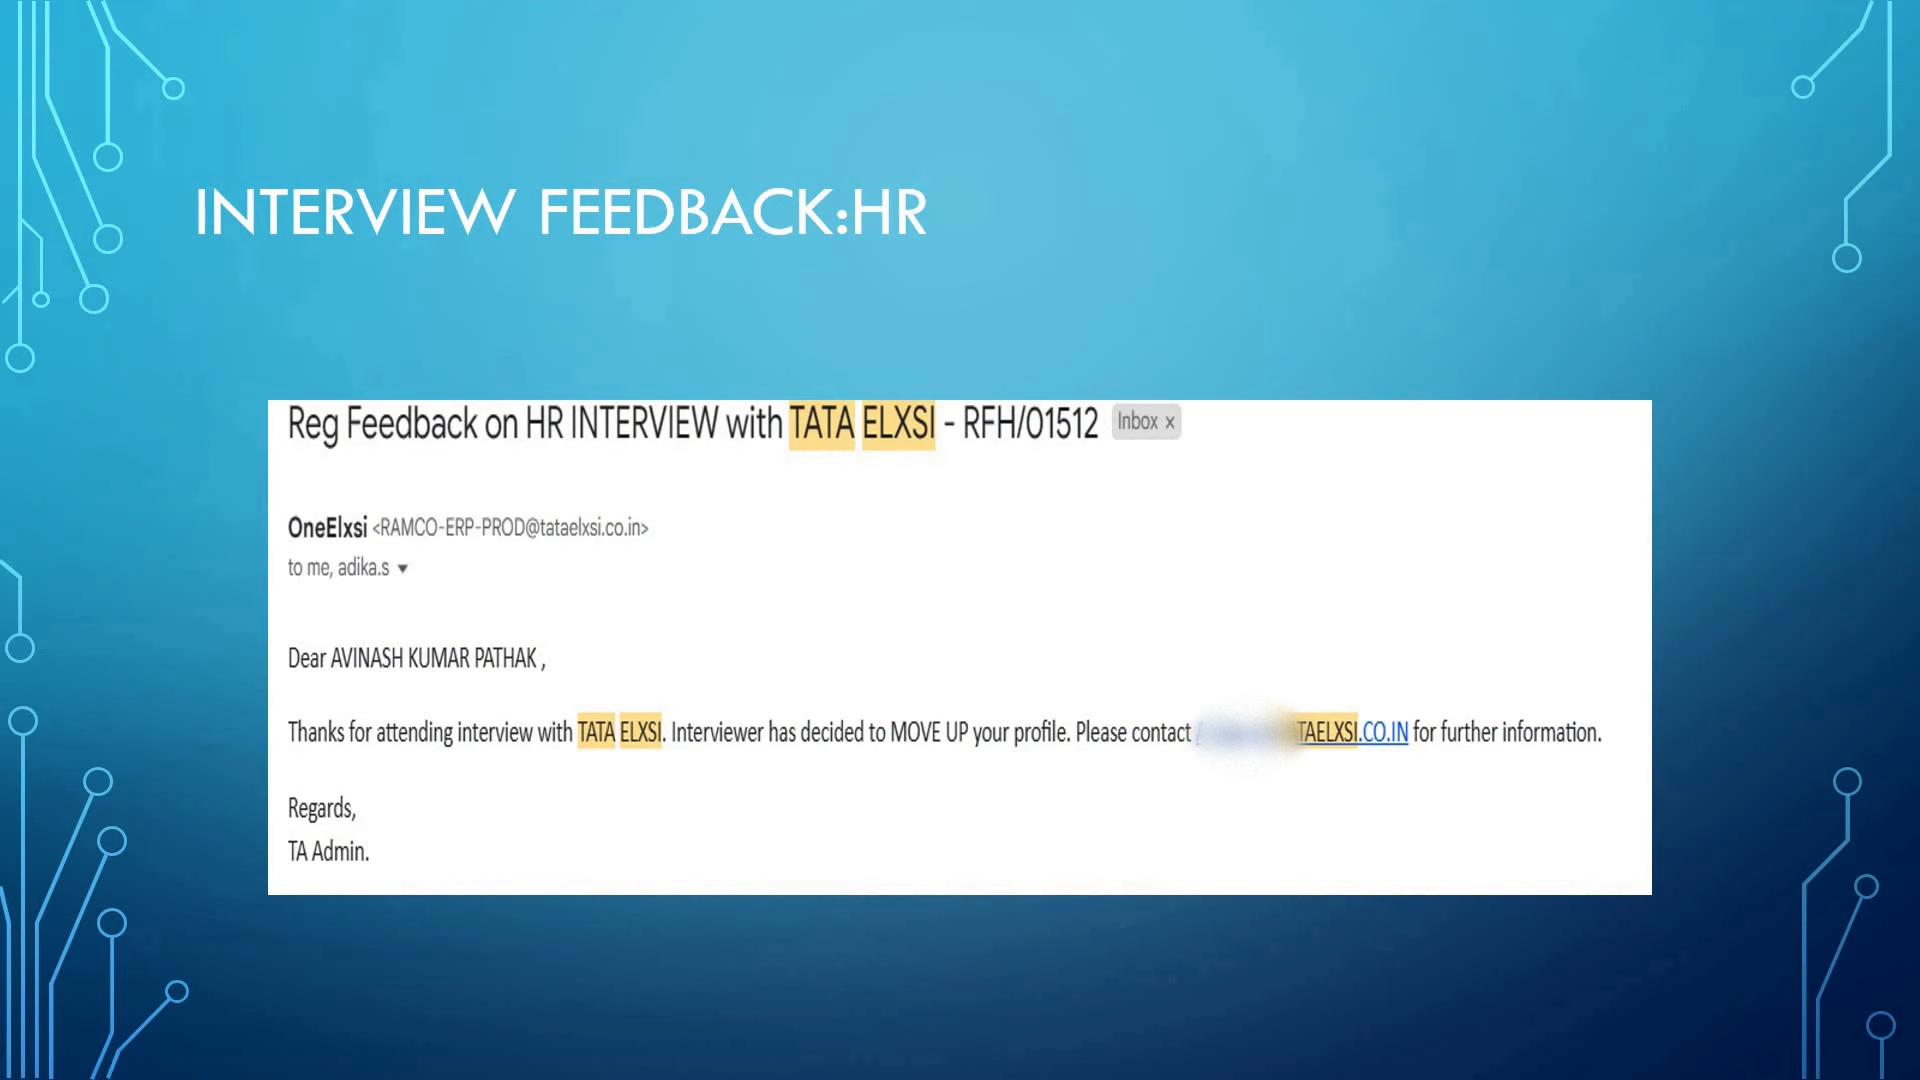 INTERVIEW FEEDBACK:HR
Reg Feedback on HR INTERVIEW with TATA ELXSI - RFH/01512 Inbox x
OneElxsi <RAMCO-ERP-PROD@tataelxsi.co.in>
to me, adika.s
Dear AVINASH KUMAR PATHAK ,
Thanks for attending interview with TATA ELXSI. Interviewer has decided to MOVE UP your profile. Please contact TAELXSI.CO.IN for further information.
Regards,
TA Admin.